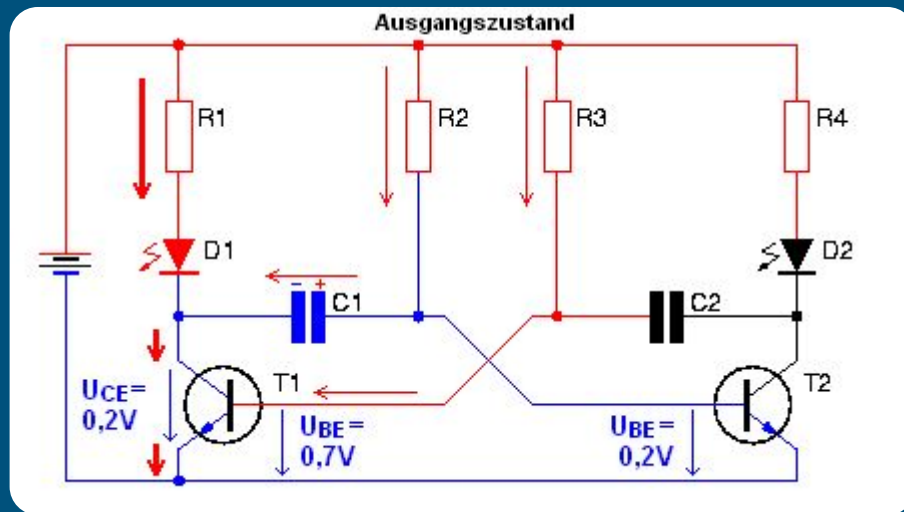 Ausgangszustand
R1
R2
R3
R4
D1
D2
- +
C1
C2
T1
T2
UCE=
0,2V
UBE=
0,7V
UBE=
0,2V